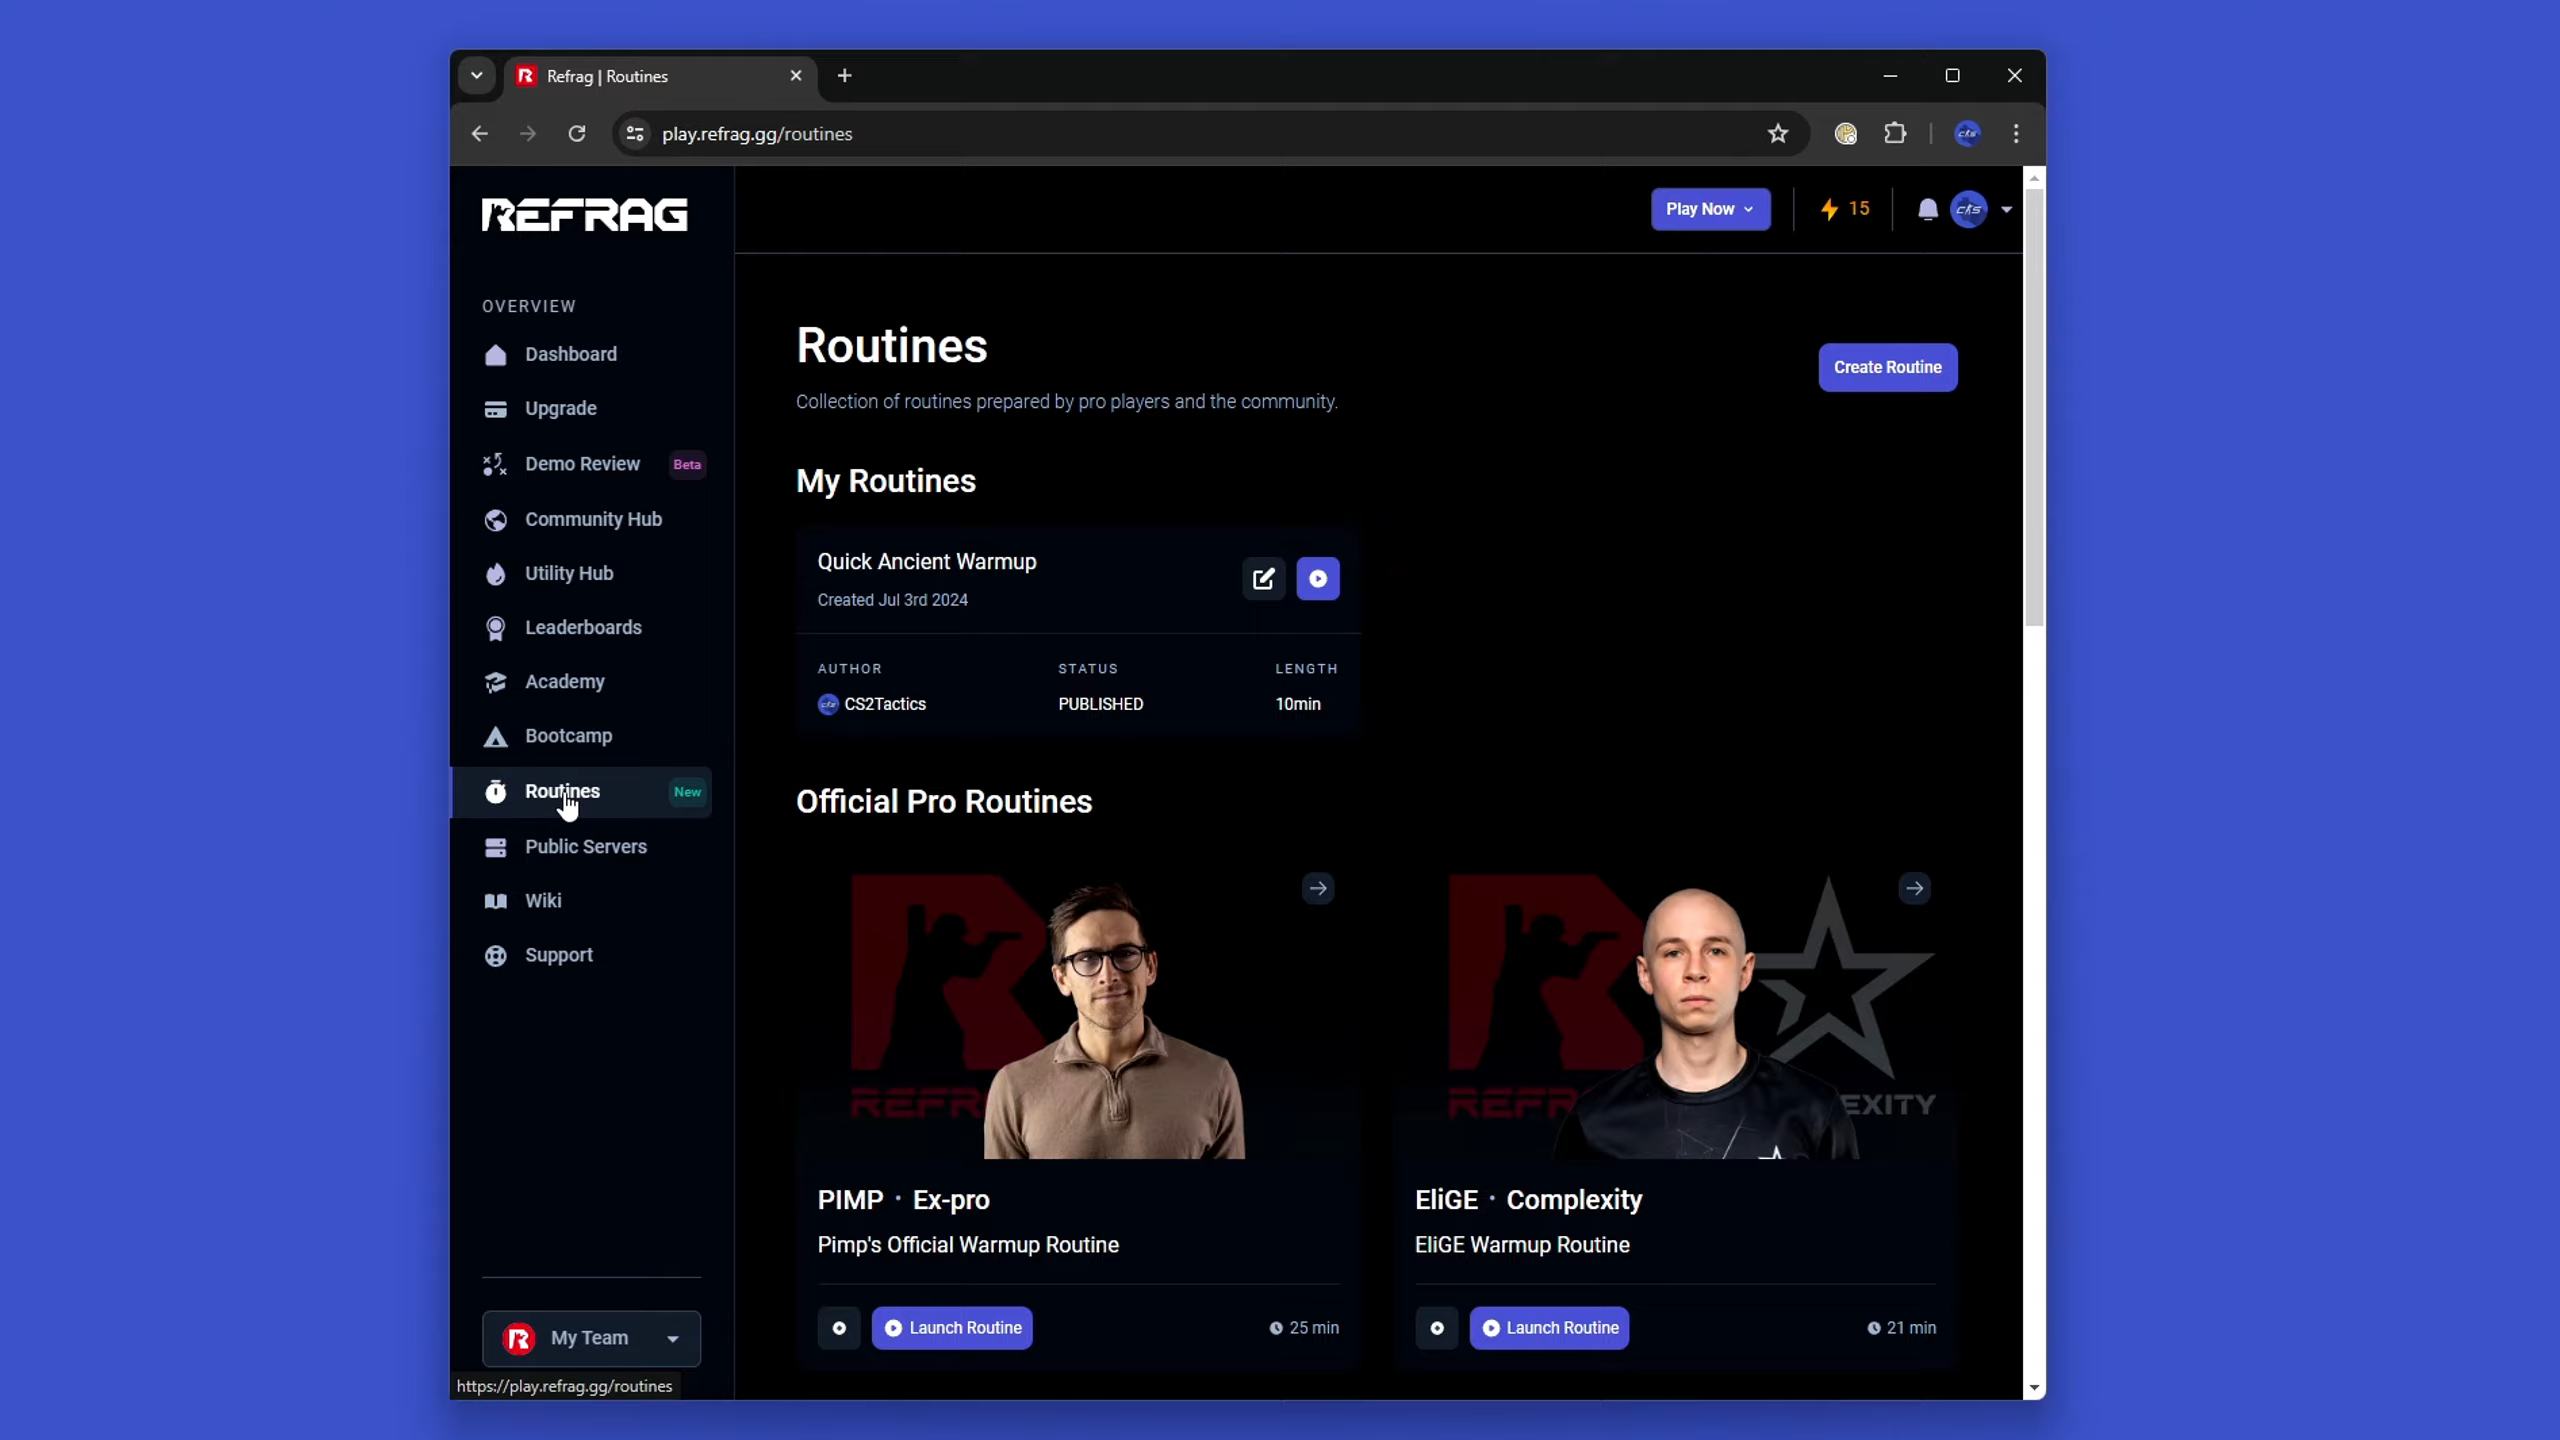 Refrag | Routines
play.refrag.gg/routines
REFRAG
Play Now
15
OVERVIEW
Dashboard
Upgrade
Demo Review Beta
Community Hub
Utility Hub
Leaderboards
Academy
Bootcamp
Routines New
Public Servers
Wiki
Support
My Team
https://play.refrag.gg/routines
Routines
Create Routine
Collection of routines prepared by pro players and the community.
My Routines
Quick Ancient Warmup
Created Jul 3rd 2024
AUTHOR STATUS LENGTH
CS2Tactics PUBLISHED 10min
Official Pro Routines
REFR
REFR
EXITY
PIMP · Ex-pro
Pimp's Official Warmup Routine
Launch Routine 25 min
EliGE · Complexity
EliGE Warmup Routine
Launch Routine 21 min